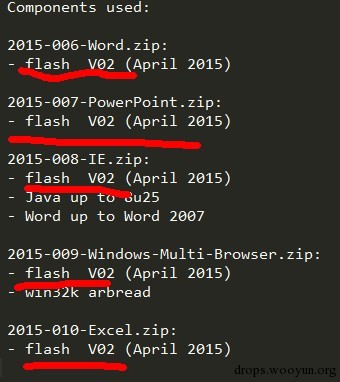 Components used:
2015-006-Word.zip:
- flash  V02 (April 2015)
2015-007-PowerPoint.zip:
- flash  V02 (April 2015)
2015-008-IE.zip:
- flash  V02 (April 2015)
- Java up to 8u25
- Word up to Word 2007
2015-009-Windows-Multi-Browser.zip:
- flash  V02 (April 2015)
- win32k arbread
2015-010-Excel.zip:
- flash  V02 (April 2015)
drops.wooyun.org